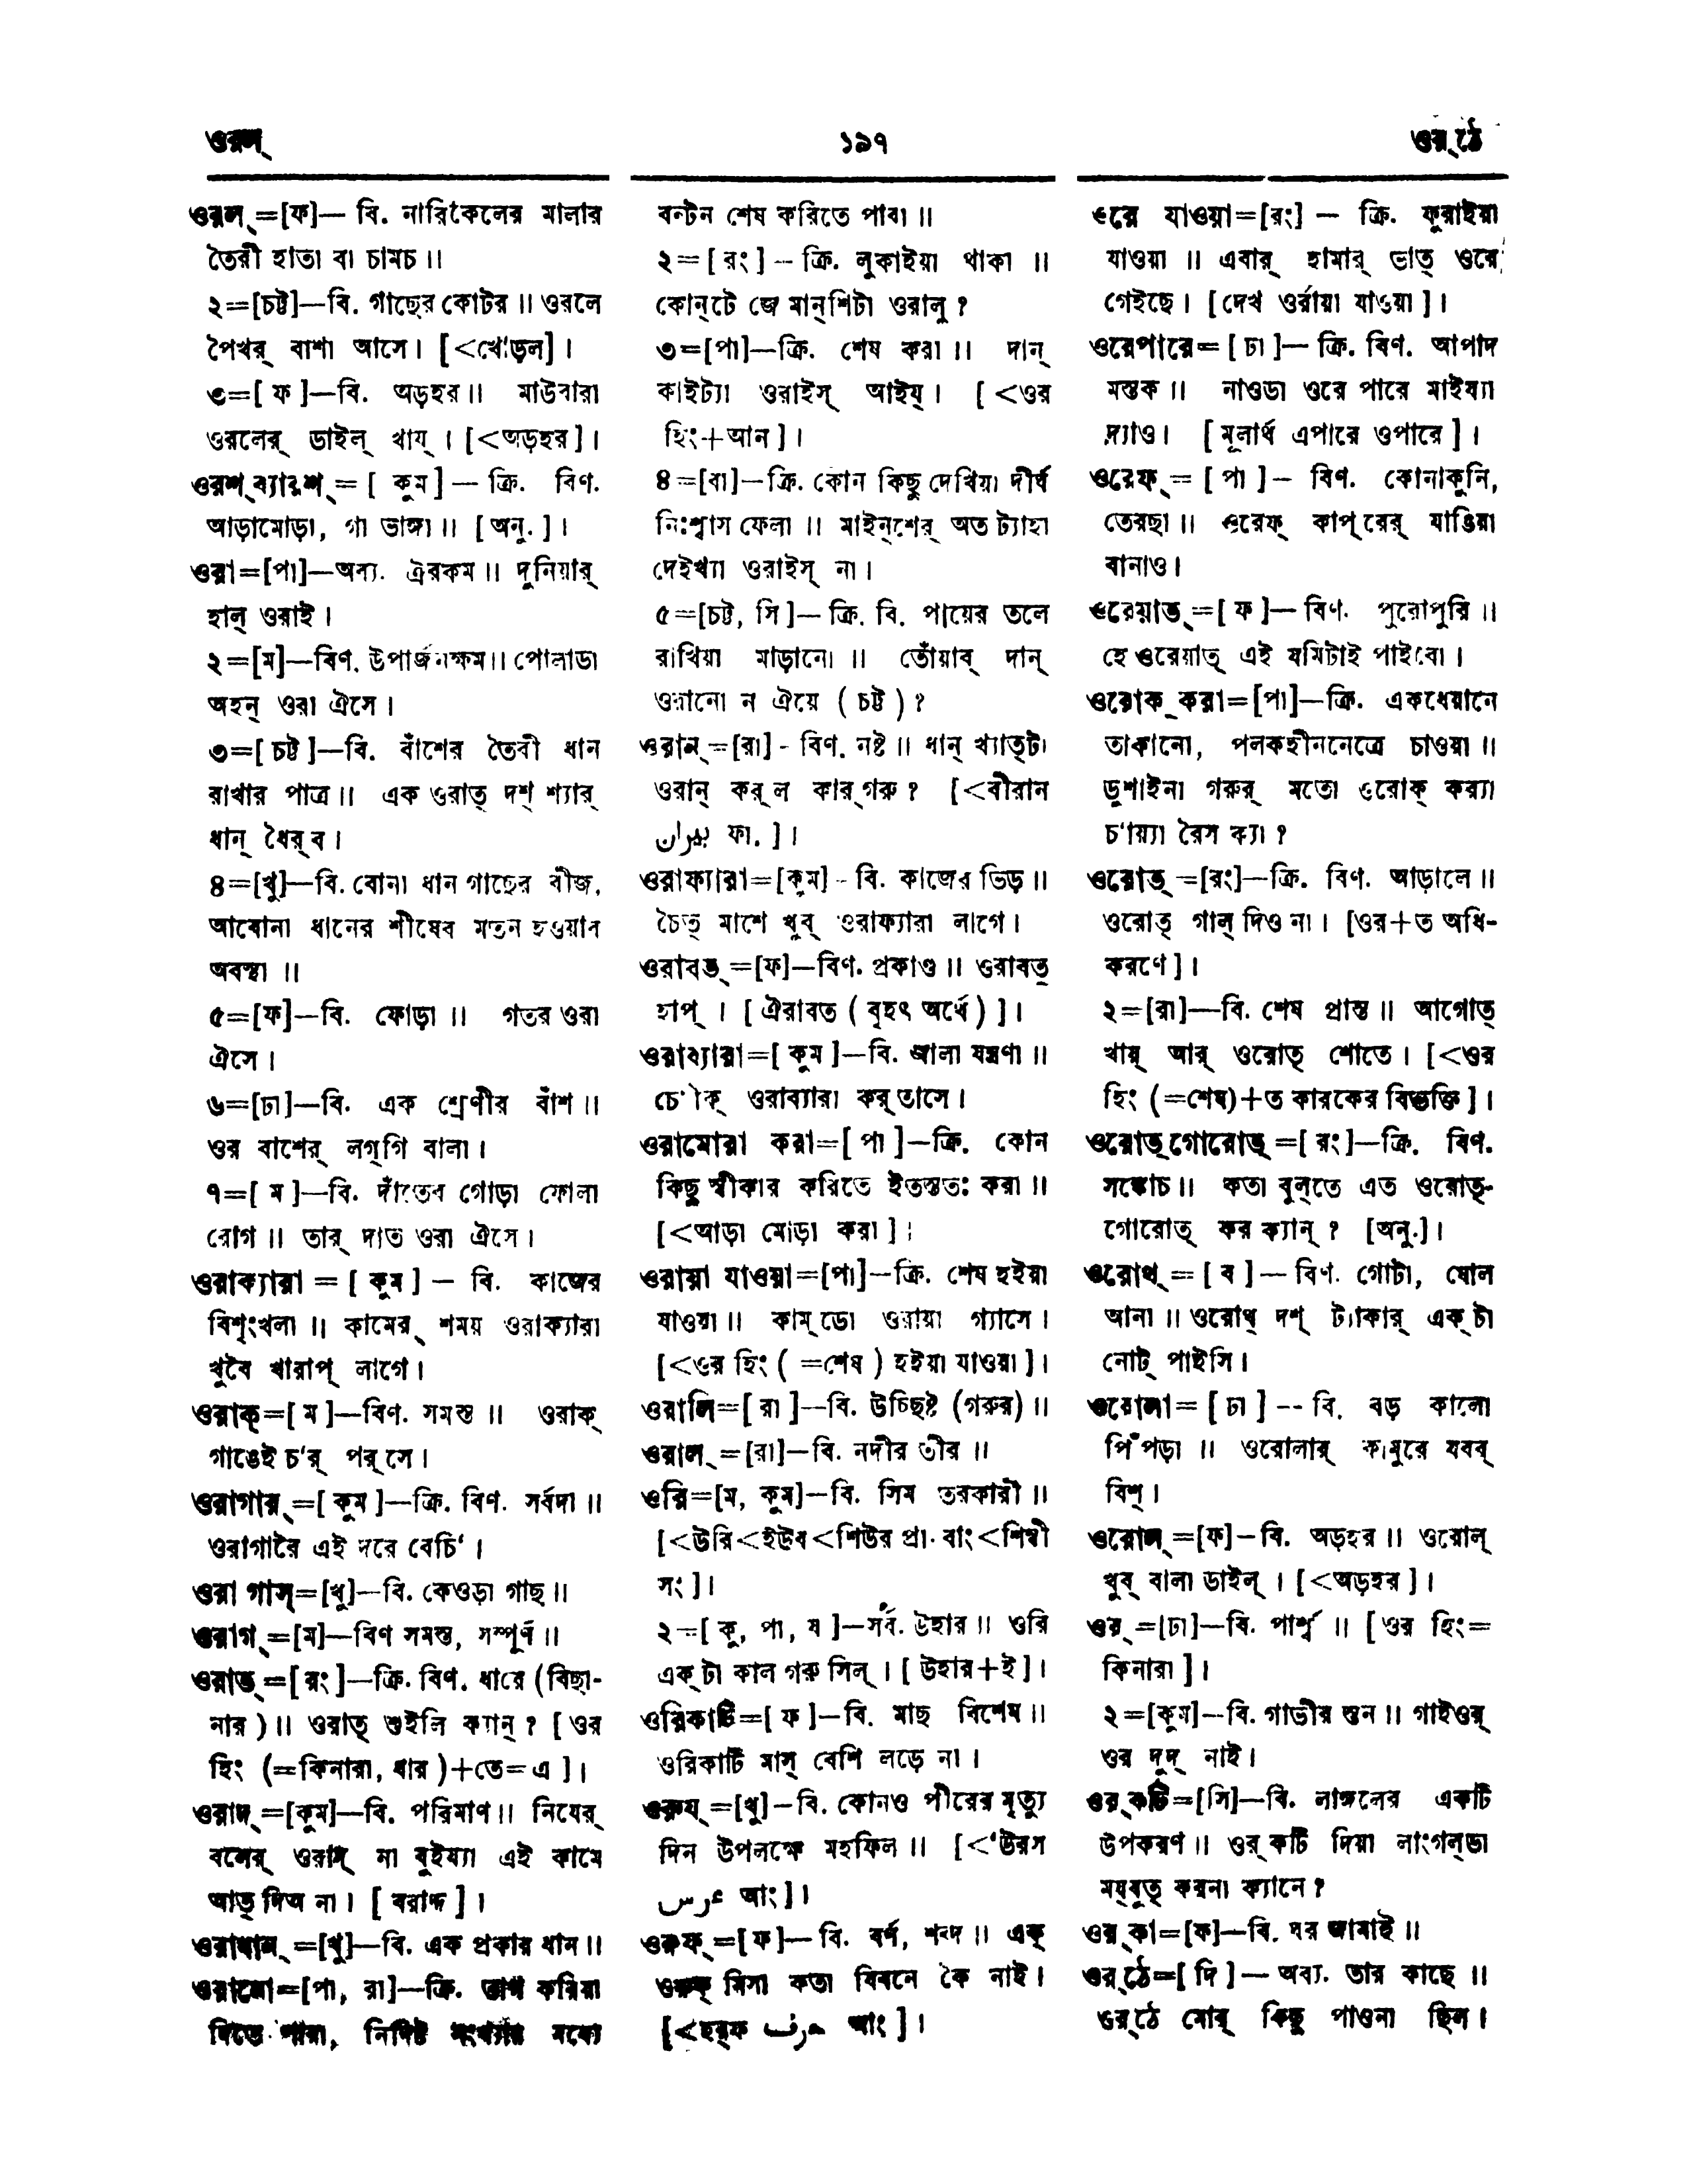 ওরল্
১৯৭
ওর্ঠে
ওরল্=[ফ]— বি. নারিকেলের মালার
তৈরী হাতা বা চামচ॥
২=[চট্ট]—বি. গাছের কোটর॥ ওরলে
পৈখর্ বাশা আসে। [<খোড়ল]।
৩=[ ফ ]—বি. অড়হর॥ মাউবারা
ওরলের্ ডাইল্ খায়্। [<অড়হর]।
ওরশ্ব্যারশ্=[ কুম ]— ক্রি. বিণ.
আড়ামোড়া, গা ভাঙ্গা॥ [ অনু. ]।
ওরা=[পা]—অব্য. ঐরকম॥ দুনিয়ার্
হাল্ ওরাই।
২=[ম]—বিণ. উপার্জনক্ষম॥ পোলাডা
অহন্ ওরা ঐসে।
৩=[ চট্ট ]—বি. বাঁশের তৈরী ধান
রাখার পাত্র॥ এক ওরাত্ দশ্ শ্যার্
ধান্ ধৈর্ব।
৪=[খু]—বি. বোনা ধান গাছের বীজ,
আবোনা ধানের শীষের মতন হওয়ার
অবস্থা॥
৫=[ফ]—বি. ফোড়া॥ গতর ওরা
ঐসে।
৬=[ঢা]—বি. এক শ্রেণীর বাঁশ॥
ওর বাশের্ লগ্গি বালা।
৭=[ ম ]—বি. দাঁতের গোড়া ফোলা
রোগ॥ তার্ দাত ওরা ঐসে।
ওরাক্যারা=[ কুম ]— বি. কাজের
বিশৃংখলা॥ কামের্ শময় ওরাক্যারা
খুবৈ খারাপ্ লাগে।
ওরাক্=[ ম ]—বিণ. সমস্ত॥ ওরাক্
গাঙেই চ'র্ পর্সে।
ওরাগার্=[ কুম ]—ক্রি. বিণ. সর্বদা॥
ওরাগারৈ এই দরে বেচি'।
ওরা গাস্=[খু]—বি. কেওড়া গাছ॥
ওরাগ্=[ম]—বিণ সমস্ত, সম্পূর্ণ॥
ওরাত্=[ রং ]—ক্রি. বিণ. ধারে (বিছা-
নার)॥ ওরাত্ শুইলি ক্যান্? [ ওর
হিং (=কিনারা, ধার)+তে=এ ]।
ওরাদ্=[কুম]—বি. পরিমাণ॥ নিযের্
বলের্ ওরাদ্ না বুইয্যা এই কামে
আত্ দিঅ না। [ বরাদ্দ ]।
ওরাধান্=[খু]—বি. এক প্রকার ধান॥
ওরানো=[পা, রা]—ক্রি. ভাগ করিয়া
দিতে পারা, নির্দিষ্ট সংখ্যার মধ্যে
বন্টন শেষ করিতে পারা॥
২=[ রং ]— ক্রি. লুকাইয়া থাকা॥
কোন্টে জে মান্শিটা ওরালু?
৩=[পা]—ক্রি. শেষ করা॥ দান্
কাইট্যা ওরাইস্ আইয়্। [ <ওর
হিং+আন ]।
৪=[বা]—ক্রি. কোন কিছু দেখিয়া দীর্ঘ
নিঃশ্বাস ফেলা॥ মাইন্শের্ অত ট্যাহা
দেইখ্যা ওরাইস্ না।
৫=[চট্ট, সি ]— ক্রি. বি. পায়ের তলে
রাখিয়া মাড়ানো॥ তোঁয়ার্ দান্
ওরানো ন ঐয়ে ( চট্ট )?
ওরান্=[রা]- বিণ. নষ্ট॥ ধান্ খ্যাত্টা
ওরান্ কর্ল কার্ গরু? [<বীরান
بيران ফা. ]।
ওরাফ্যারা=[কুম]- বি. কাজের ভিড়॥
চৈত্ মাশে খুব্ ওরাফ্যারা লাগে।
ওরাবত্=[ফ]—বিণ. প্রকাণ্ড॥ ওরাবত্
হাপ্। [ ঐরাবত ( বৃহৎ অর্থে ) ]।
ওরাব্যারা=[ কুম ]—বি. জ্বালা যন্ত্রণা॥
চে'কৈ্ ওরাব্যারা কর্তাসে।
ওরামোরা করা=[ পা ]—ক্রি. কোন
কিছু স্বীকার করিতে ইতস্ততঃ করা॥
[<আড়া মোড়া করা]।
ওরায়া যাওয়া=[পা]—ক্রি. শেষ হইয়া
যাওয়া॥ কাম্ডো ওরায়া গ্যাসে।
[<ওর হিং ( =শেষ ) হইয়া যাওয়া ]।
ওরালি=[ রা ]—বি. উচ্ছিষ্ট (গরুর)॥
ওরাল্=[রা]—বি. নদীর তীর॥
ওরি=[ম, কুম]—বি. সিম তরকারী॥
[<উরি<ইউর<শিউর প্রা. বাং<শিম্বী
সং ]।
২=[ কু, পা, য ]—সর্ব. উহার॥ ওরি
এক্টা কাল গরু সিল্। [ উহার+ই ]।
ওরিকাটি=[ ফ ]—বি. মাছ বিশেষ॥
ওরিকাটি মাস্ বেশি লড়ে না।
ওরুয্=[খু]—বি. কোনও পীরের মৃত্যু
দিন উপলক্ষে মহফিল॥ [<'উরস
عرس আং ]।
ওরুফ্=[ ফ ]— বি. বর্ণ, শব্দ॥ এক্
ওরুফ্ মিসা কতা বিবনে কৈ নাই।
[<হর্ফ حرف আং ]।
ওরে যাওয়া=[রং] — ক্রি. ফুরাইয়া
যাওয়া॥ এবার্ হামার্ ভাত্ ওরে
গেইছে। [দেখ ওর্রায়া যাওয়া]।
ওরেপারে=[ ঢা ]— ক্রি. বিণ. আপাদ
মস্তক॥ নাওডা ওরে পারে মাইব্যা
দ্যাও। [ মূলার্থ এপারে ওপারে ]।
ওরেফ্=[ পা ]— বিণ. কোনাকুনি,
তেরছা॥ ওরেফ্ কাপ্রের্ যাঙিয়া
বানাও।
ওরেয়াত্=[ ফ ]— বিণ. পুরোপুরি॥
হে ওরেয়াত্ এই যমিটাই পাইবো।
ওরোক্ করা=[পা]—ক্রি. একধেয়ানে
তাকানো, পলকহীননেত্রে চাওয়া॥
ডুশাইনা গরুর্ মতো ওরোক্ কর‍্যা
চ'ায়্যা রৈস ক্যা?
ওরোত্=[রং]—ক্রি. বিণ. আড়ালে॥
ওরোত্ গাল্ দিও না। [ওর+ত অধি-
করণে ]।
২=[রা]—বি. শেষ প্রান্ত॥ আগোত্
খায়্ আর্ ওরোত্ শোতে। [<ওর
হিং (=শেষ)+ত কারকের বিভক্তি ]।
ওরোত্গোরোত্=[ রং ]—ক্রি. বিণ.
সঙ্কোচ॥ কতা বুল্তে এত ওরোত্-
গোরোত্ কর ক্যান্? [অনু.]।
ওরোথ্=[ ব ]— বিণ. গোটা, ষোল
আনা॥ ওরোথ্ দশ্ ট্যাকার্ এক্টা
নোট্ পাইসি।
ওরোলা=[ ঢা ] -- বি. বড় কালো
পিঁপড়া॥ ওরোলার্ কামুরে যবব্
বিশ্।
ওরোল্=[ফ]—বি. অড়হর॥ ওরোল্
খুব্ বালা ডাইল্। [<অড়হর]।
ওর্=[ঢা]—বি. পার্শ্ব॥ [ ওর হিং=
কিনারা ]।
২=[কুম]—বি. গাভীর স্তন॥ গাইওর্
ওর দুদ্ নাই।
ওর্কটি=[সি]—বি. লাঙ্গলের একটি
উপকরণ॥ ওর্কটি দিয়া লাংগল্ডা
ময্বুত্ করনা ক্যানে?
ওর্কা=[ক]—বি. ঘর জামাই॥
ওর্ঠে=[ দি ]— অব্য. তার কাছে॥
ওর্ঠে মোর্ কিছু পাওনা ছিল।